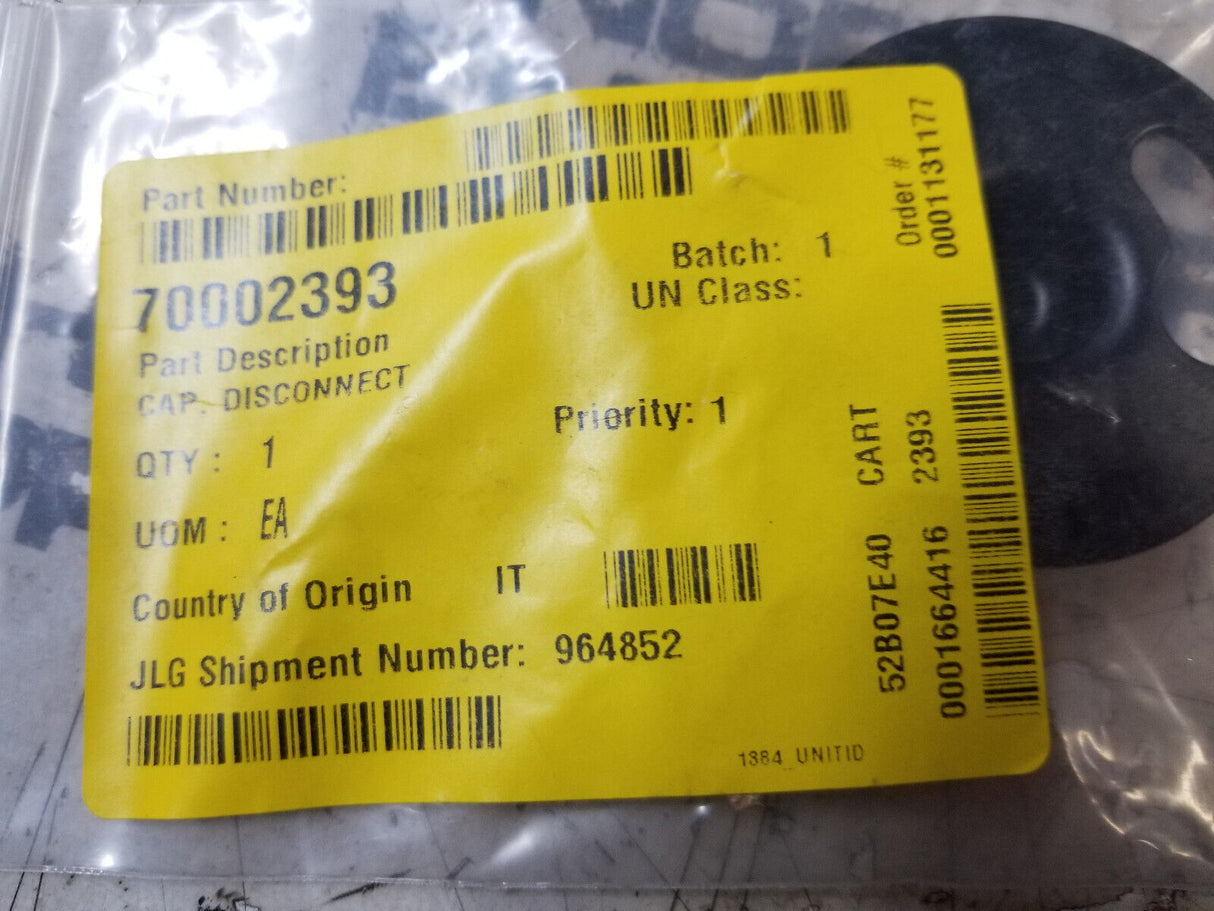 Part Number:
70002393
Part Description
CAP. DISCONNECT
QTY : 1
UOM : EA
Country of Origin IT
JLG Shipment Number: 964852
Batch: 1
UN Class:
Priority: 1
1384_UNITID
Order #
0001131177
52B07E40 CART
0001664416 2393